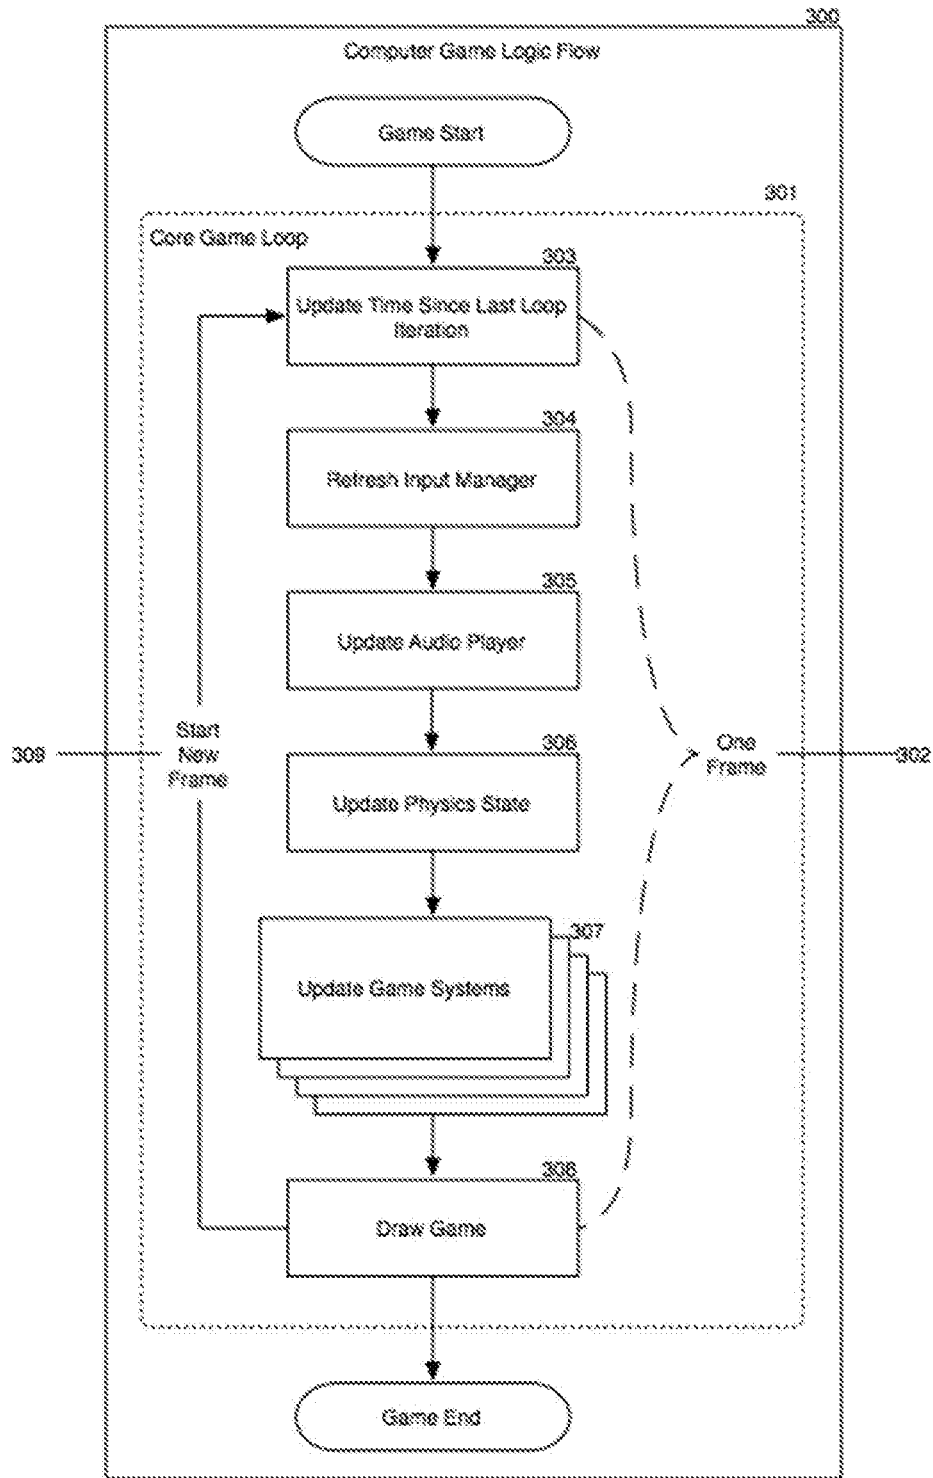 300
Computer Game Logic Flow
Game Start
301
Core Game Loop
303
Update Time Since Last Loop
Iteration
304
Refresh Input Manager
305
Update Audio Player
309
Start
New
Frame
306
Update Physics State
One
Frame
302
307
Update Game Systems
308
Draw Game
Game End